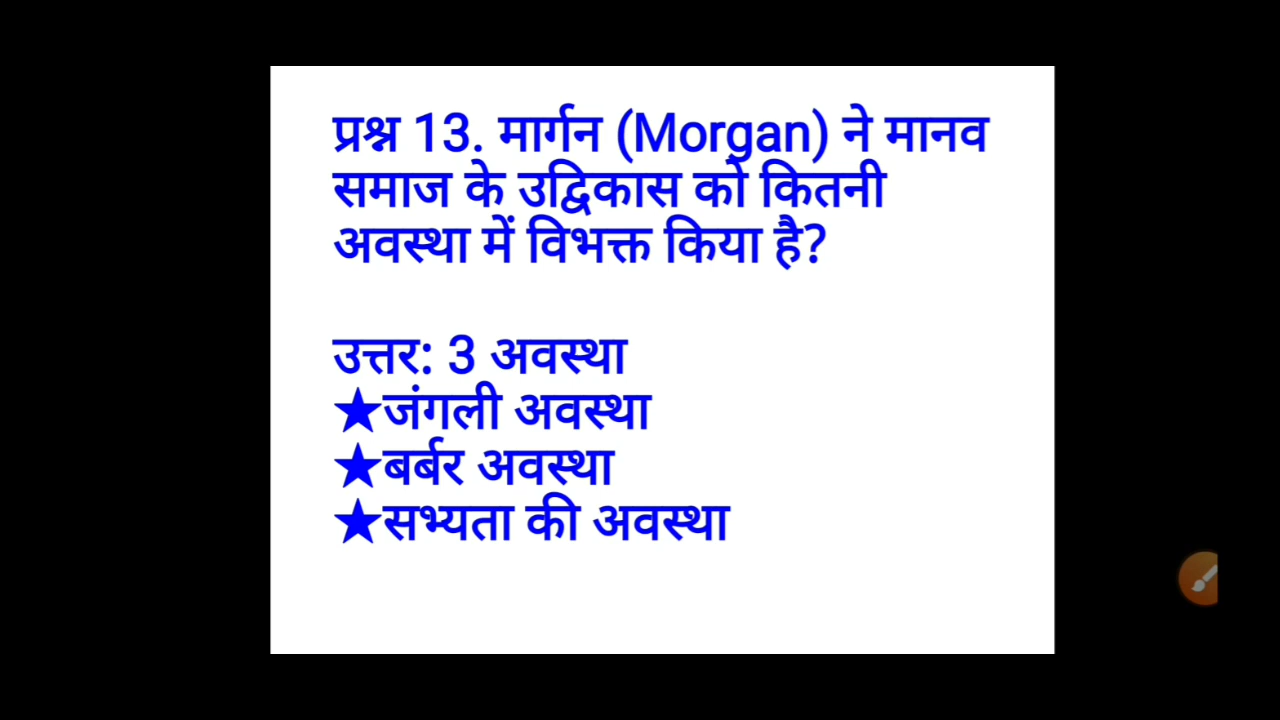 प्रश्न 13. मार्गन (Morgan) ने मानव
समाज के उद्विकास को कितनी
अवस्था में विभक्त किया है?
उत्तर: 3 अवस्था
★जंगली अवस्था
★बर्बर अवस्था
★सभ्यता की अवस्था